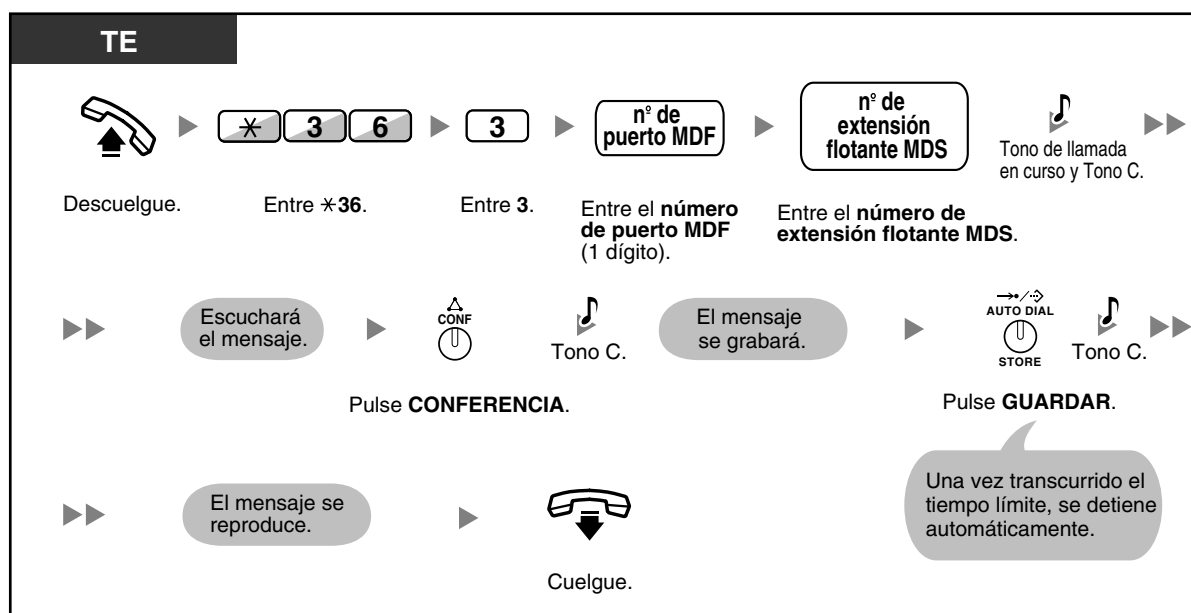 TE
✳ 3 6
3
nº de
puerto MDF
nº de
extensión
flotante MDS
Tono de llamada
en curso y Tono C.
Descuelgue.
Entre ✳36.
Entre 3.
Entre el número
de puerto MDF
(1 dígito).
Entre el número de
extensión flotante MDS.
Escuchará
el mensaje.
CONF
Tono C.
El mensaje
se grabará.
AUTO DIAL
STORE
Tono C.
Pulse CONFERENCIA.
Pulse GUARDAR.
Una vez transcurrido el
tiempo límite, se detiene
automáticamente.
El mensaje se
reproduce.
Cuelgue.